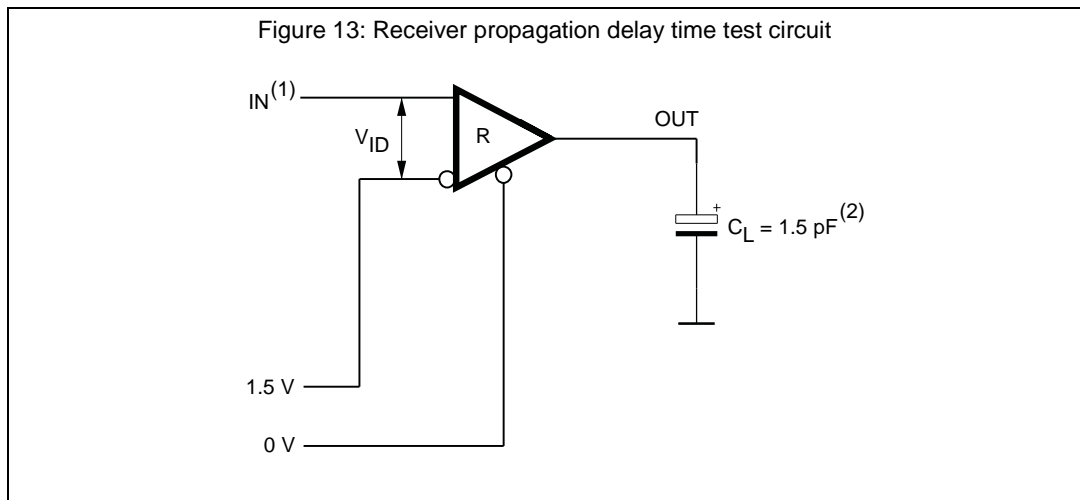 Figure 13: Receiver propagation delay time test circuit
IN(1)
VID
R
OUT
+
CL = 1.5 pF(2)
1.5 V
0 V